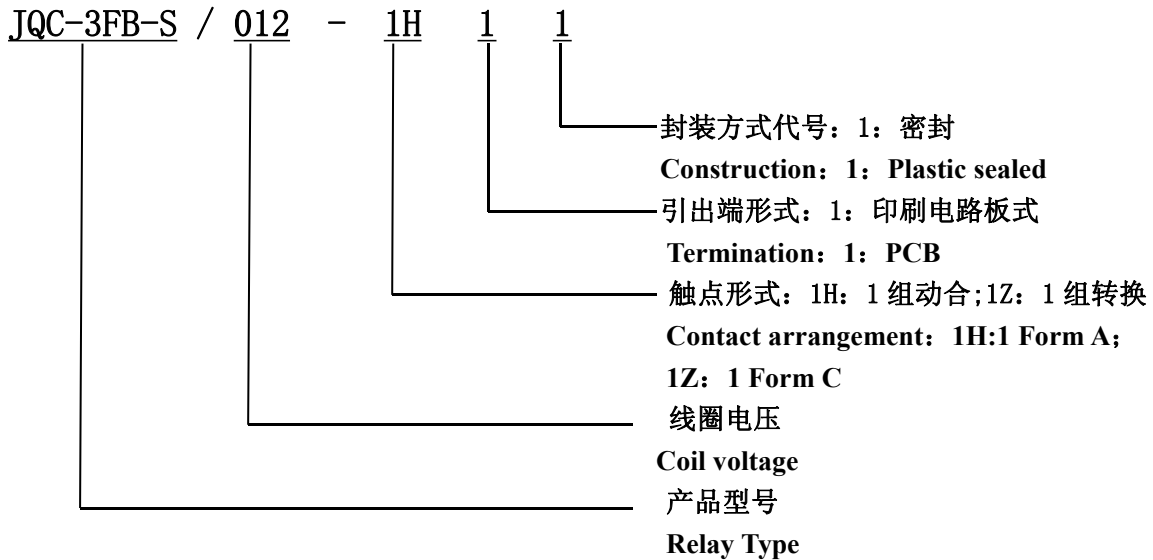 JQC-3FB-S / 012 - 1H 1 1
封装方式代号：1：密封
Construction：1：Plastic sealed
引出端形式：1：印刷电路板式
Termination：1：PCB
触点形式：1H：1组动合;1Z：1组转换
Contact arrangement：1H:1 Form A；
1Z：1 Form C
线圈电压
Coil voltage
产品型号
Relay Type